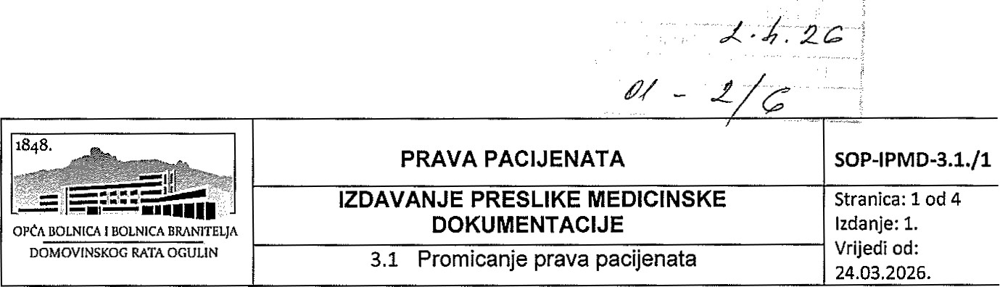 2.4.26
01 - 2/6
1848.
OPĆA BOLNICA I BOLNICA BRANITELJA
DOMOVINSKOG RATA OGULIN
PRAVA PACIJENATA
IZDAVANJE PRESLIKE MEDICINSKE
DOKUMENTACIJE
3.1 Promicanje prava pacijenata
SOP-IPMD-3.1./1
Stranica: 1 od 4
Izdanje: 1.
Vrijedi od:
24.03.2026.